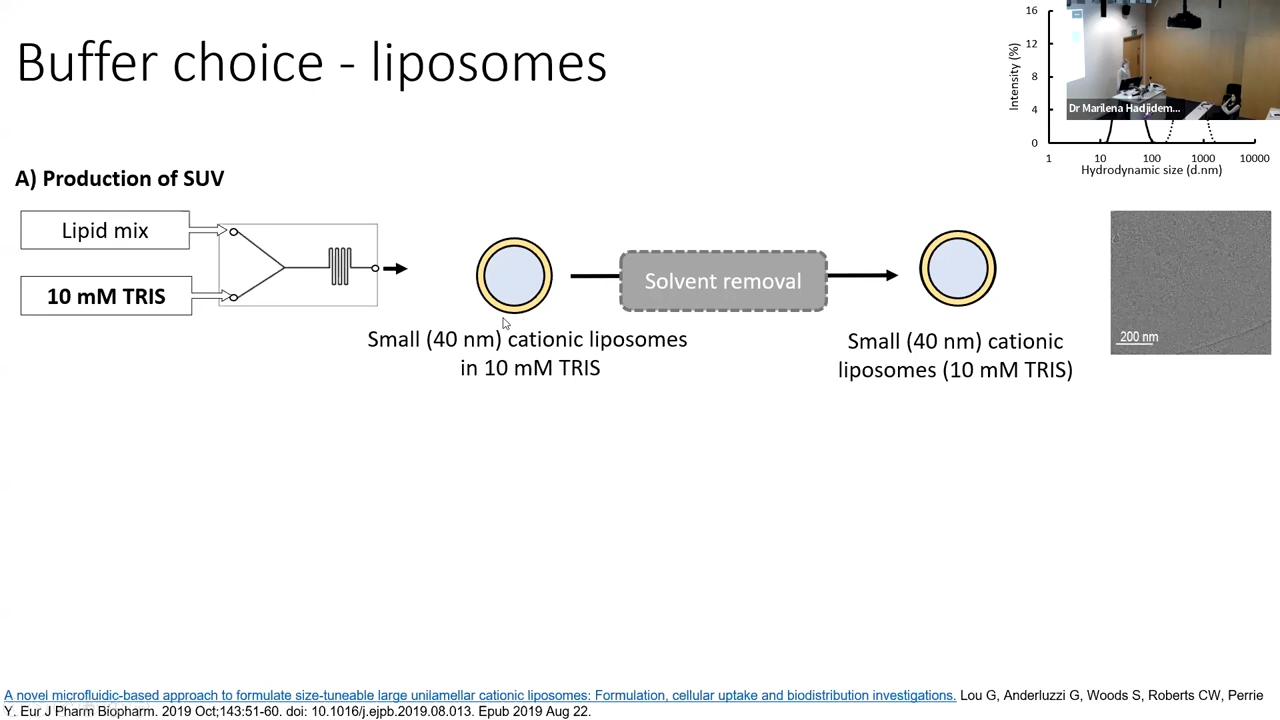 Buffer choice - liposomes
16
12
8
4
0
Intensity (%)
1 10 100 1000 10000
Hydrodynamic size (d.nm)
Dr Marilena Hadjidem...
A) Production of SUV
Lipid mix
10 mM TRIS
Small (40 nm) cationic liposomes
in 10 mM TRIS
Solvent removal
Small (40 nm) cationic
liposomes (10 mM TRIS)
200 nm
A novel microfluidic-based approach to formulate size-tuneable large unilamellar cationic liposomes: Formulation, cellular uptake and biodistribution investigations. Lou G, Anderluzzi G, Woods S, Roberts CW, Perrie
Y. Eur J Pharm Biopharm. 2019 Oct;143:51-60. doi: 10.1016/j.ejpb.2019.08.013. Epub 2019 Aug 22.